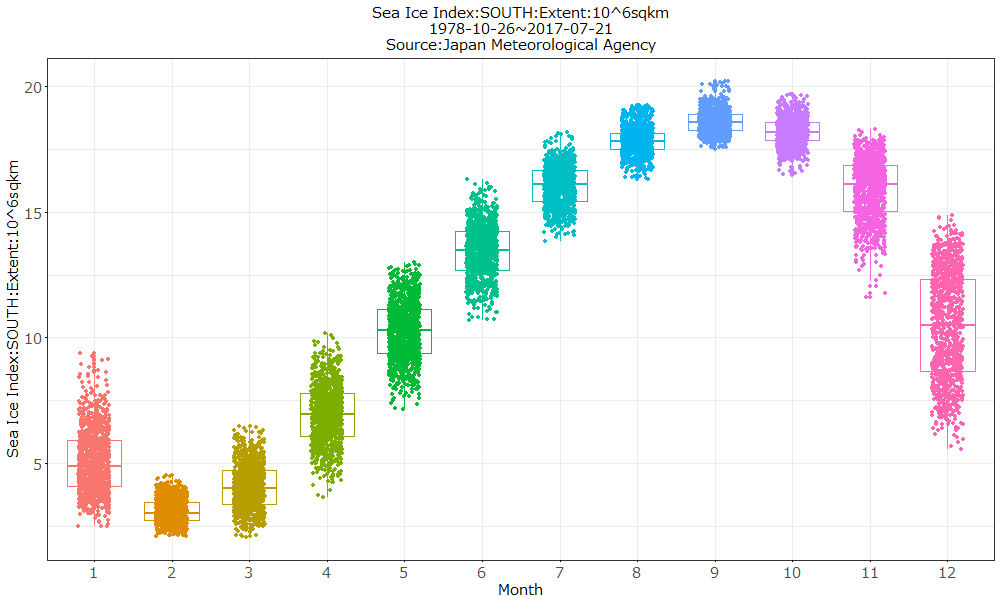 Sea Ice Index:SOUTH:Extent:10^6sqkm
1978-10-26~2017-07-21
Source:Japan Meteorological Agency
Sea Ice Index:SOUTH:Extent:10^6sqkm
20
15
10
5
1 2 3 4 5 6 7 8 9 10 11 12
Month